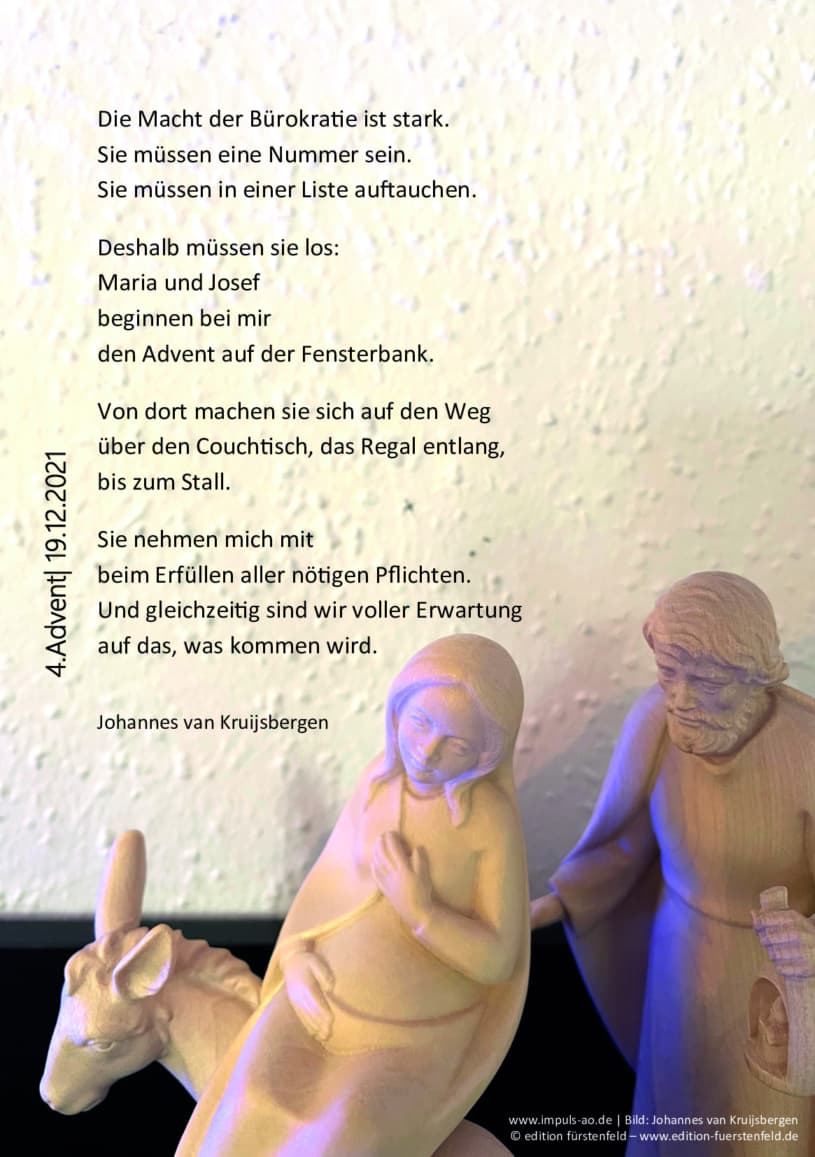 Die Macht der Bürokratie ist stark.
Sie müssen eine Nummer sein.
Sie müssen in einer Liste auftauchen.
Deshalb müssen sie los:
Maria und Josef
beginnen bei mir
den Advent auf der Fensterbank.
Von dort machen sie sich auf den Weg
über den Couchtisch, das Regal entlang,
bis zum Stall.
Sie nehmen mich mit
beim Erfüllen aller nötigen Pflichten.
Und gleichzeitig sind wir voller Erwartung
auf das, was kommen wird.
Johannes van Kruijsbergen
4.Advent| 19.12.2021
www.impuls-ao.de | Bild: Johannes van Kruijsbergen
© edition fürstenfeld – www.edition-fuerstenfeld.de